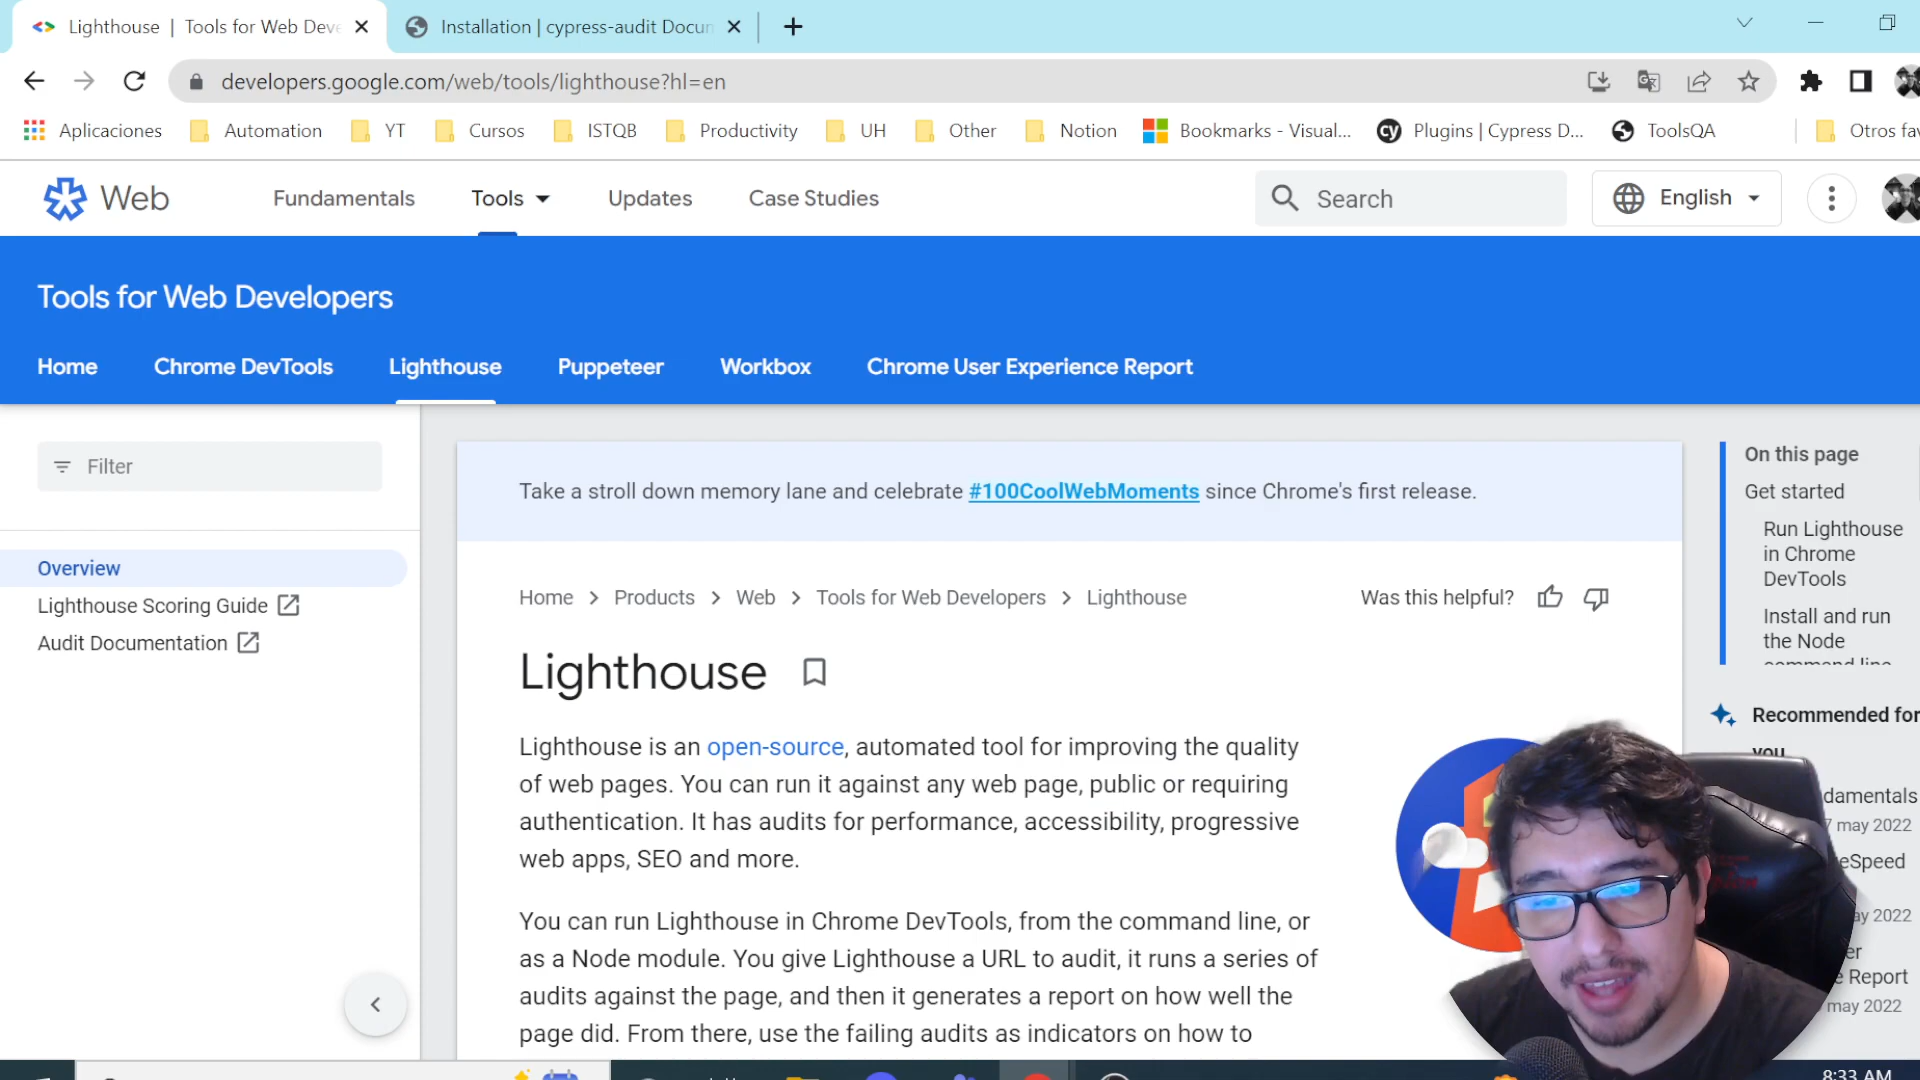 Lighthouse | Tools for Web Deve
Installation | cypress-audit Docun
developers.google.com/web/tools/lighthouse?hl=en
Aplicaciones Automation YT Cursos ISTQB Productivity UH Other Notion Bookmarks - Visual... Plugins | Cypress D... ToolsQA Otros fav
Web Fundamentals Tools Updates Case Studies Search English
Tools for Web Developers
Home Chrome DevTools Lighthouse Puppeteer Workbox Chrome User Experience Report
Filter
Overview
Lighthouse Scoring Guide
Audit Documentation
Take a stroll down memory lane and celebrate #100CoolWebMoments since Chrome's first release.
Home > Products > Web > Tools for Web Developers > Lighthouse
Was this helpful?
Lighthouse
Lighthouse is an open-source, automated tool for improving the quality
of web pages. You can run it against any web page, public or requiring
authentication. It has audits for performance, accessibility, progressive
web apps, SEO and more.
You can run Lighthouse in Chrome DevTools, from the command line, or
as a Node module. You give Lighthouse a URL to audit, it runs a series of
audits against the page, and then it generates a report on how well the
page did. From there, use the failing audits as indicators on how to
On this page
Get started
Run Lighthouse
in Chrome
DevTools
Install and run
the Node
command line
Recommended for
you
damentals
7 may 2022
eSpeed
ay 2022
er
e Report
may 2022
8:33 AM